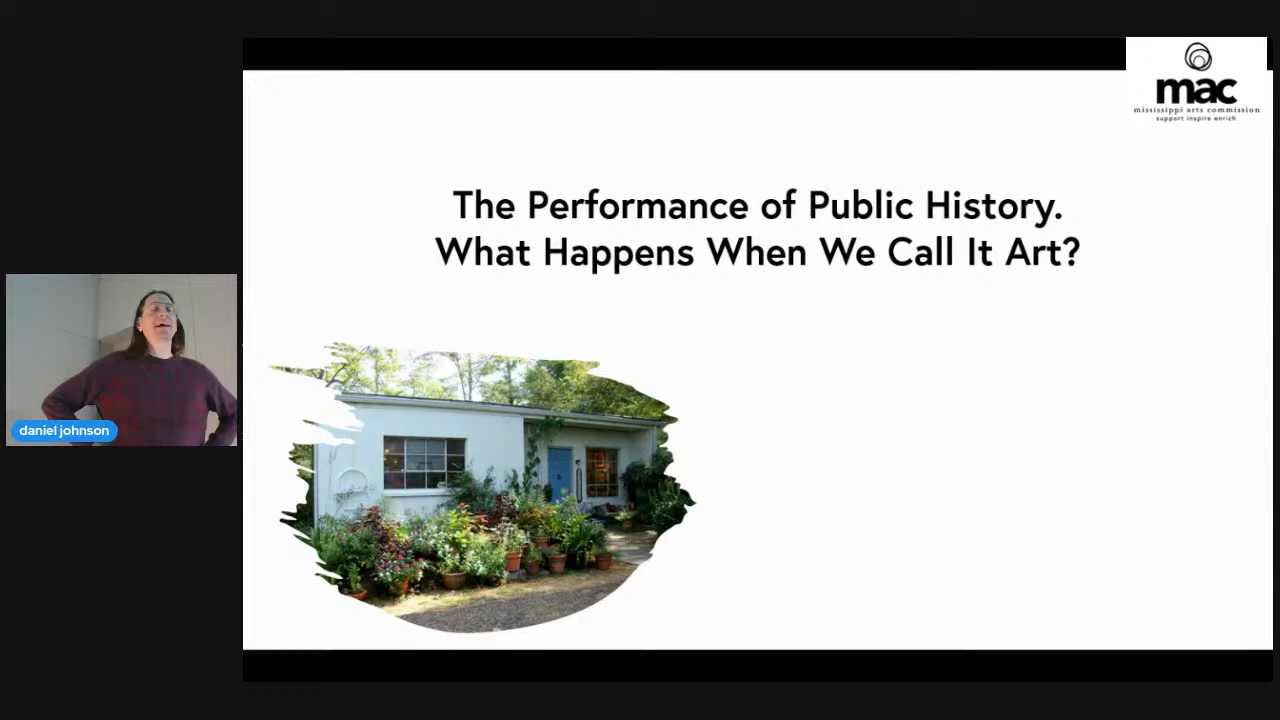 mac
mississippi arts commission
support inspire enrich
The Performance of Public History.
What Happens When We Call It Art?
daniel johnson